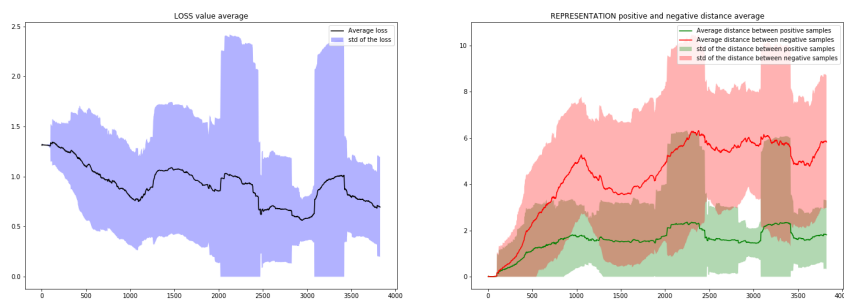 LOSS value average
Average loss
std of the loss
2.5
2.0
1.5
1.0
0.5
0.0
0 500 1000 1500 2000 2500 3000 3500 4000
REPRESENTATION positive and negative distance average
Average distance between positive samples
Average distance between negative samples
std of the distance between positive samples
std of the distance between negative samples
10
8
6
4
2
0
0 500 1000 1500 2000 2500 3000 3500 4000